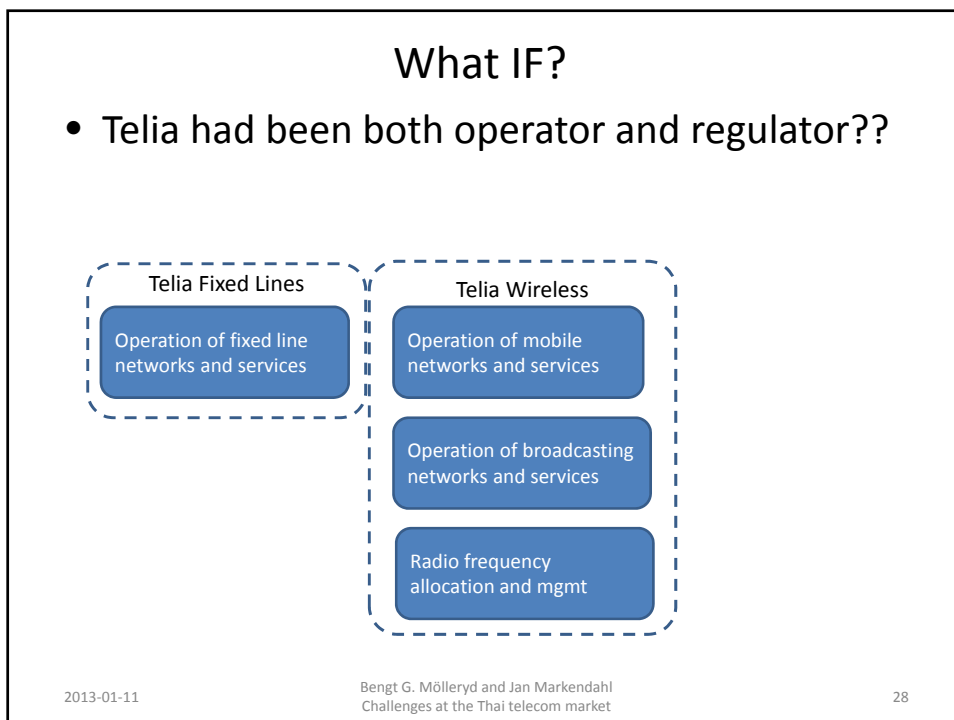 What IF?
• Telia had been both operator and regulator??
Telia Fixed Lines
Operation of fixed line
networks and services
Telia Wireless
Operation of mobile
networks and services
Operation of broadcasting
networks and services
Radio frequency
allocation and mgmt
2013-01-11
Bengt G. Mölleryd and Jan Markendahl
Challenges at the Thai telecom market
28